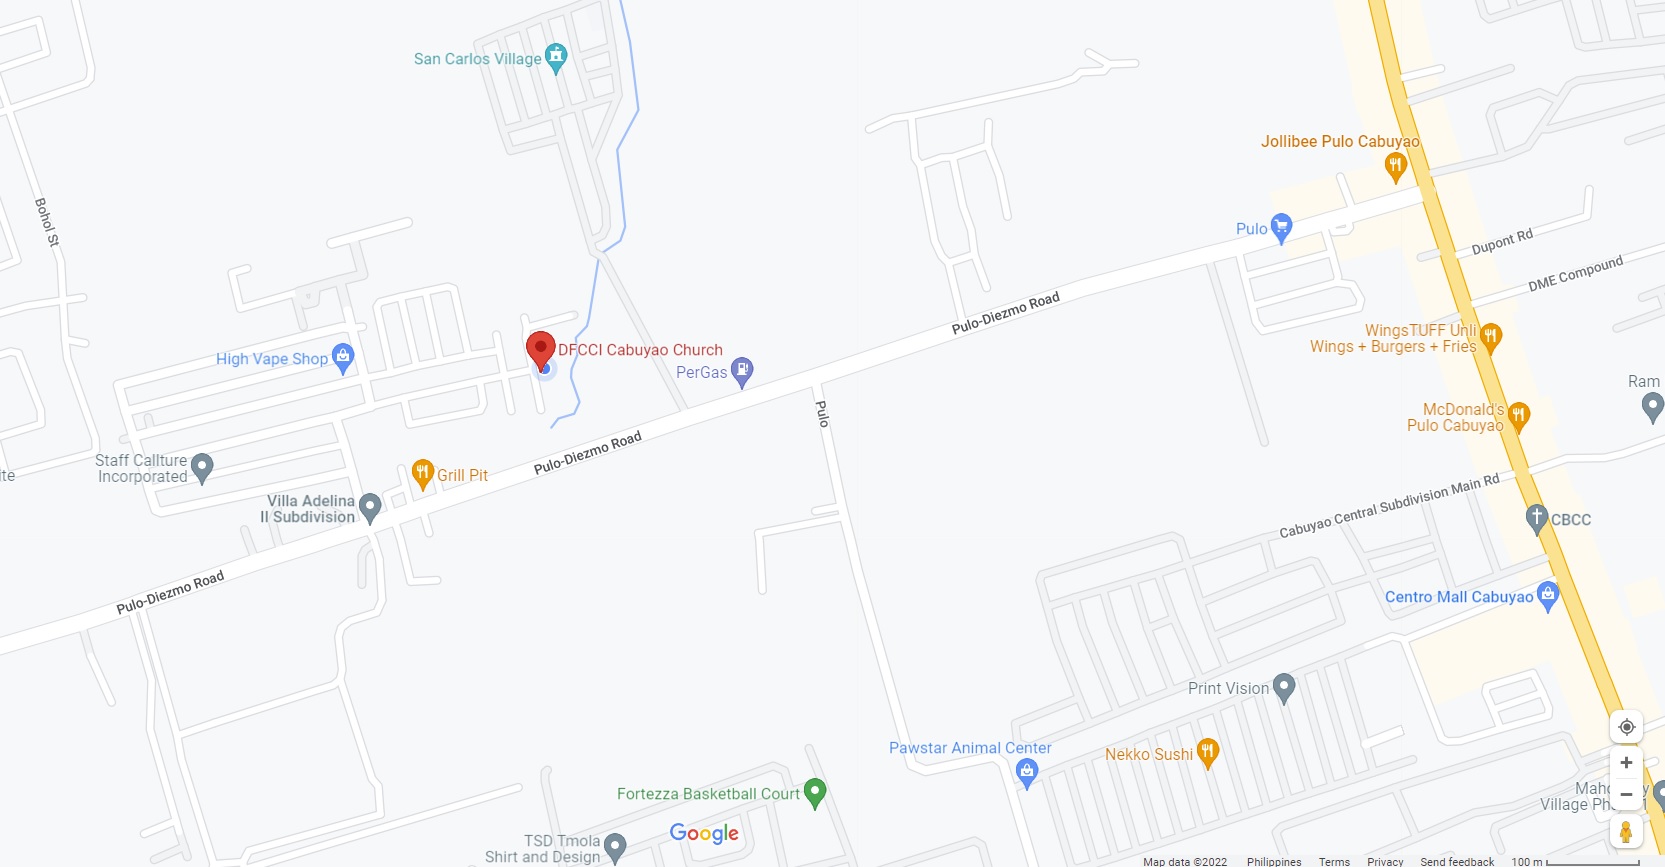 San Carlos Village
Jollibee Pulo Cabuyao
Bohol St
Pulo
Dupont Rd
DME Compound
Pulo-Diezmo Road
WingsTUFF Unli
Wings + Burgers + Fries
High Vape Shop
DFCCI Cabuyao Church
PerGas
Ram
McDonald's
Pulo Cabuyao
Pulo
Pulo-Diezmo Road
Staff Callture
Incorporated
te
Grill Pit
Villa Adelina
II Subdivision
Cabuyao Central Subdivision Main Rd
CBCC
Pulo-Diezmo Road
Centro Mall Cabuyao
Print Vision
Pawstar Animal Center
Nekko Sushi
Fortezza Basketball Court
Village
Google
TSD Tmola
Shirt and Design
Map data ©2022
Philippines
Terms
Privacy
Send feedback
100 m